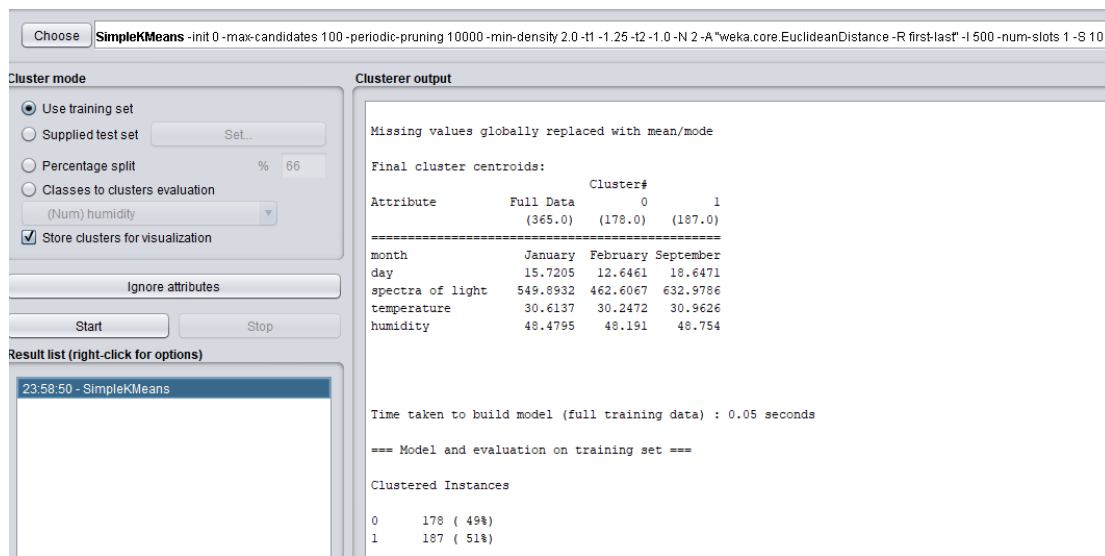 Choose SimpleKMeans -init 0 -max-candidates 100 -periodic-pruning 10000 -min-density 2.0 -t1 -1.25 -t2 -1.0 -N 2 -A "weka.core.EuclideanDistance -R first-last" -I 500 -num-slots 1 -S 10
Cluster mode
Use training set
Supplied test set Set...
Percentage split % 66
Classes to clusters evaluation
(Num) humidity
Store clusters for visualization
Ignore attributes
Start Stop
Result list (right-click for options)
23:58:50 - SimpleKMeans
Clusterer output
Missing values globally replaced with mean/mode
Final cluster centroids:
Cluster#
Attribute Full Data 0 1
(365.0) (178.0) (187.0)
================================================
month January February September
day 15.7205 12.6461 18.6471
spectra of light 549.8932 462.6067 632.9786
temperature 30.6137 30.2472 30.9626
humidity 48.4795 48.191 48.754
Time taken to build model (full training data) : 0.05 seconds
=== Model and evaluation on training set ===
Clustered Instances
0 178 ( 49%)
1 187 ( 51%)